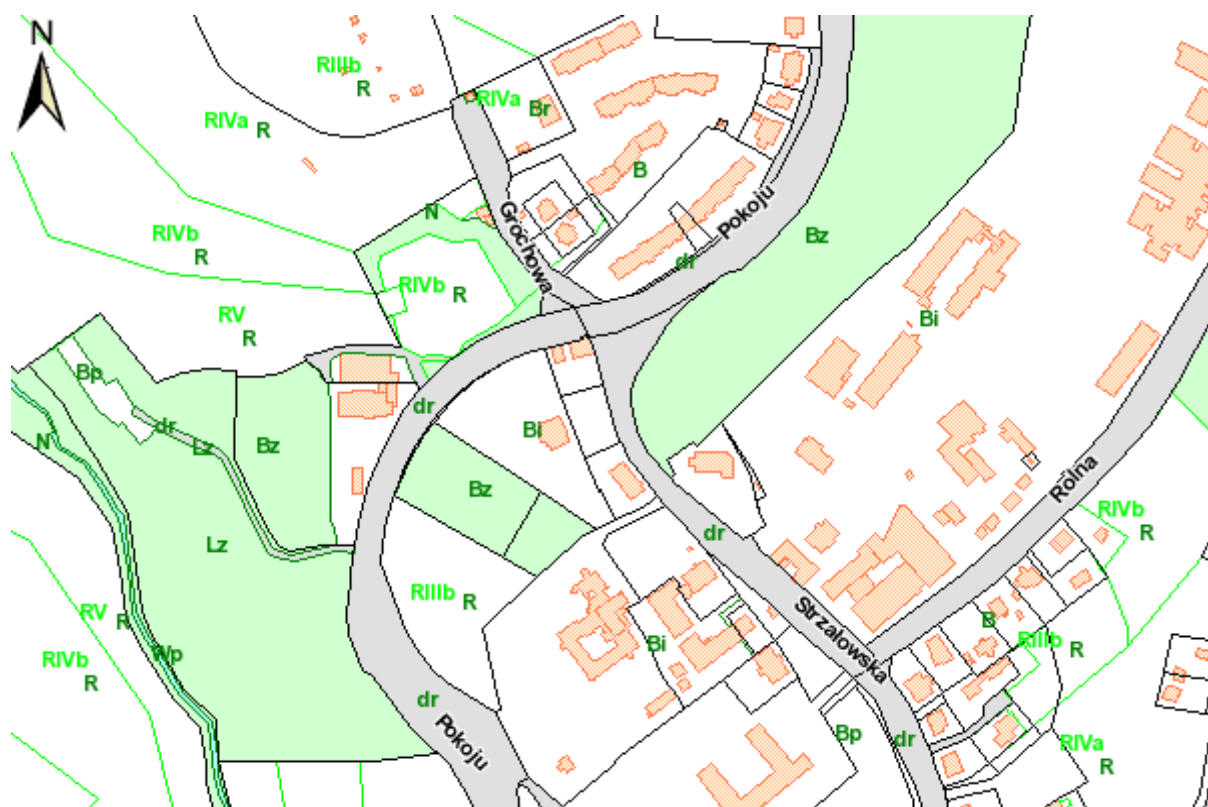 N
RIIIb
R
RIVa
Br
RIVa
R
B
RIVb
R
N
Grochowa
Pokoju
dr
Bz
RIVb
R
RV
R
Bi
Bp
dr
dr
Lz
Bz
N
Bi
Bz
Rolna
RIVb
R
dr
Lz
RIIIb
R
RV
R
Strzałowska
B
RIIIb
R
Bi
Wp
RIVb
R
dr
Pokoju
Bp
dr
RIVa
R